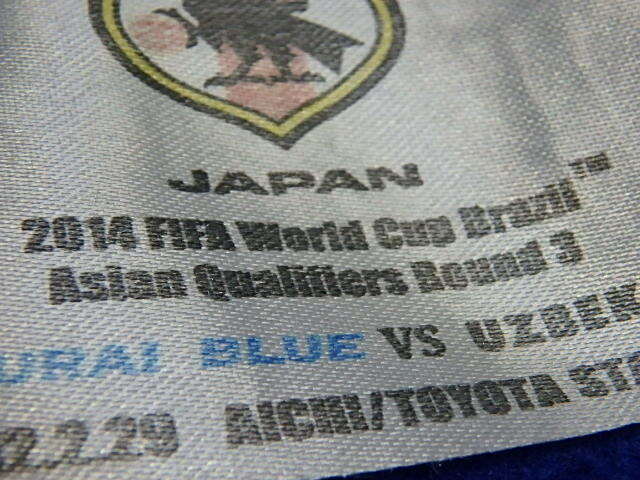 JAPAN
2014 FIFA World Cup Brazil™
Asian Qualifiers Round 3
URAI BLUE VS UZBEK
2.2.29 AICHI/TOYOTA ST